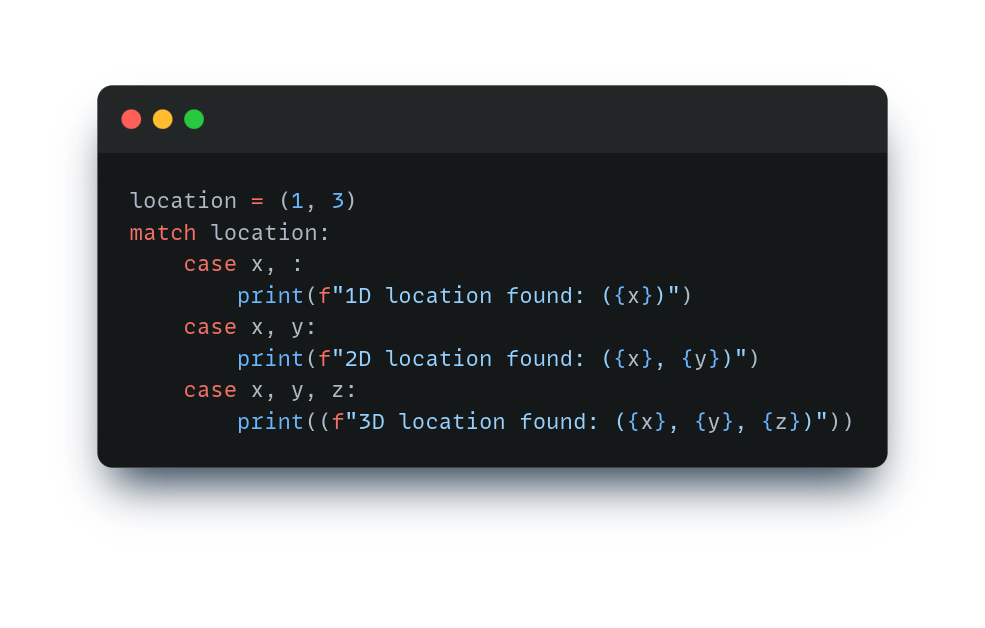 location = (1, 3)
match location:
    case x, :
        print(f"1D location found: ({x})")
    case x, y:
        print(f"2D location found: ({x}, {y})")
    case x, y, z:
        print((f"3D location found: ({x}, {y}, {z})"))